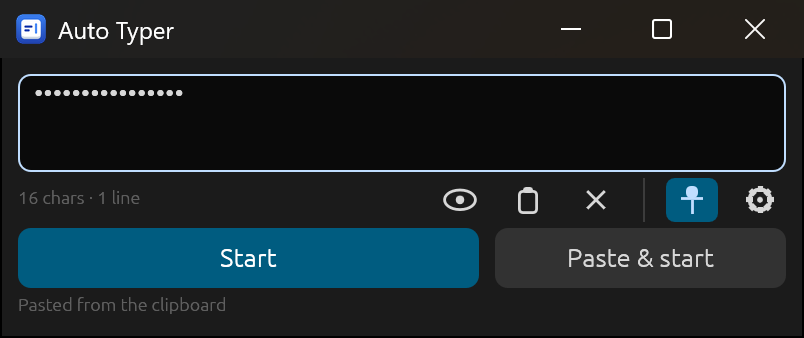 Auto Typer
••••••••••••••••
16 chars · 1 line
Start
Paste & start
Pasted from the clipboard